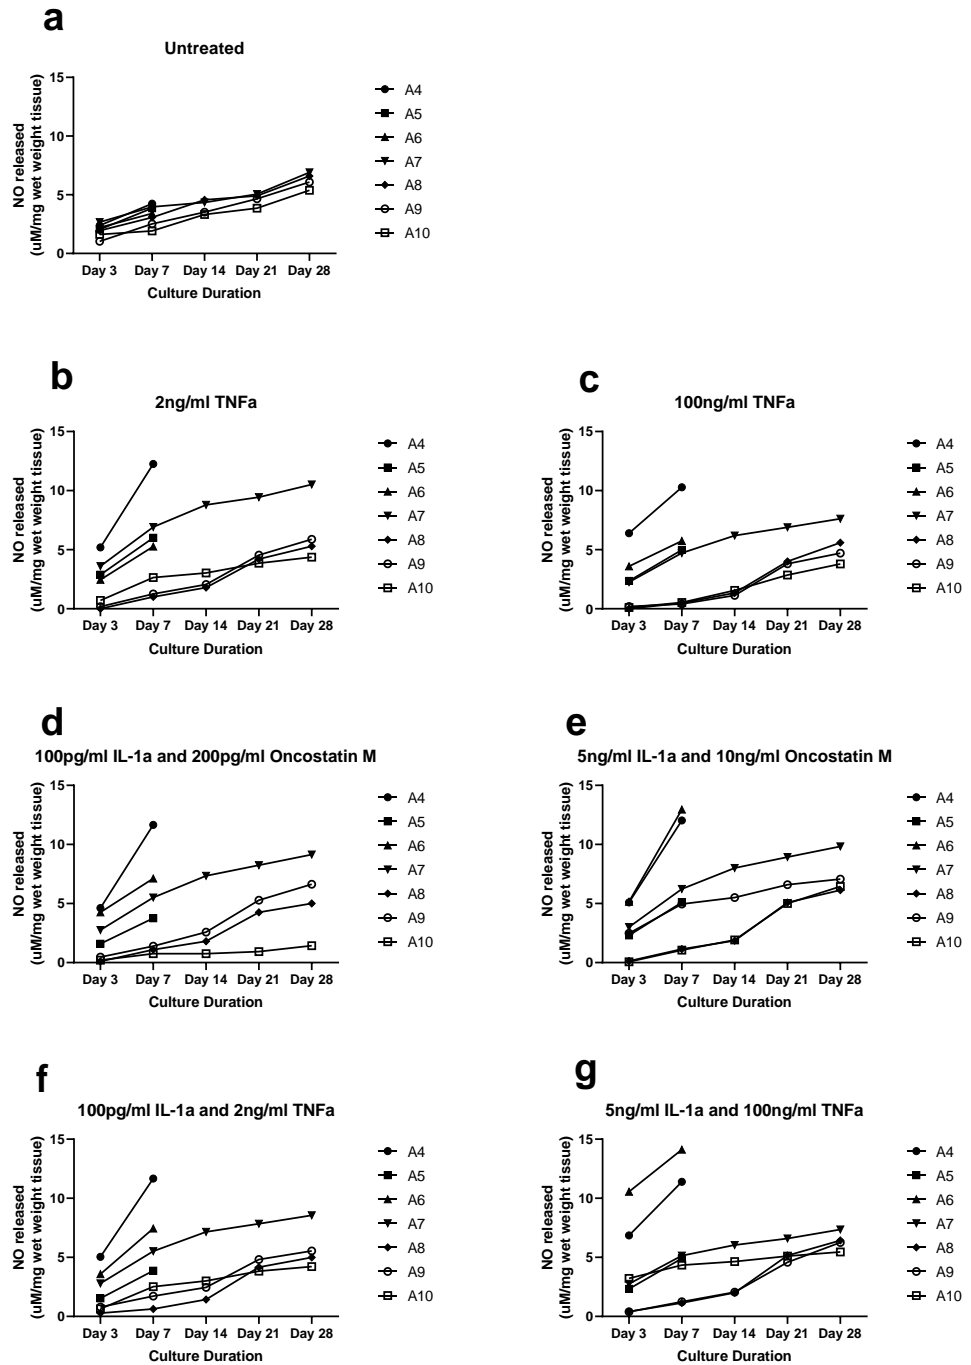 a
Untreated
NO released
(uM/mg wet weight tissue)
15
10
5
0
Day 3 Day 7 Day 14 Day 21 Day 28
Culture Duration
A4
A5
A6
A7
A8
A9
A10
b
2ng/ml TNFa
NO released
(uM/mg wet weight tissue)
15
10
5
0
Day 3 Day 7 Day 14 Day 21 Day 28
Culture Duration
A4
A5
A6
A7
A8
A9
A10
c
100ng/ml TNFa
NO released
(uM/mg wet weight tissue)
15
10
5
0
Day 3 Day 7 Day 14 Day 21 Day 28
Culture Duration
A4
A5
A6
A7
A8
A9
A10
d
100pg/ml IL-1a and 200pg/ml Oncostatin M
NO released
(uM/mg wet weight tissue)
15
10
5
0
Day 3 Day 7 Day 14 Day 21 Day 28
Culture Duration
A4
A5
A6
A7
A8
A9
A10
e
5ng/ml IL-1a and 10ng/ml Oncostatin M
NO released
(uM/mg wet weight tissue)
15
10
5
0
Day 3 Day 7 Day 14 Day 21 Day 28
Culture Duration
A4
A5
A6
A7
A8
A9
A10
f
100pg/ml IL-1a and 2ng/ml TNFa
NO released
(uM/mg wet weight tissue)
15
10
5
0
Day 3 Day 7 Day 14 Day 21 Day 28
Culture Duration
A4
A5
A6
A7
A8
A9
A10
g
5ng/ml IL-1a and 100ng/ml TNFa
NO released
(uM/mg wet weight tissue)
15
10
5
0
Day 3 Day 7 Day 14 Day 21 Day 28
Culture Duration
A4
A5
A6
A7
A8
A9
A10